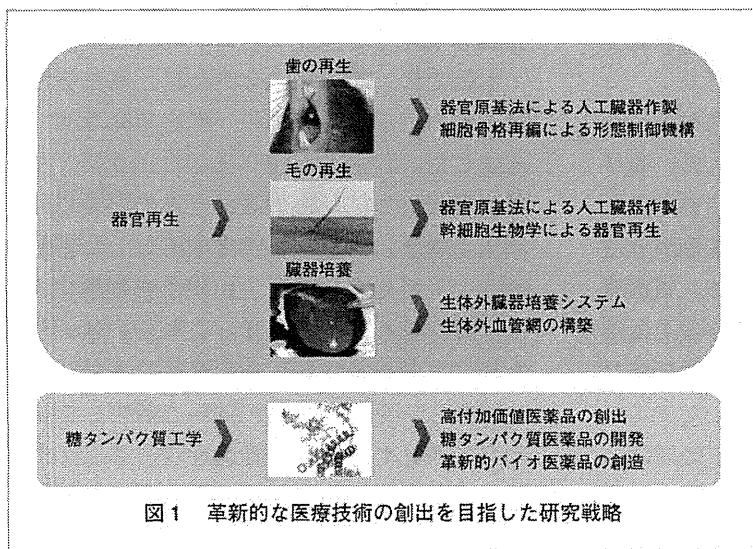 歯の再生
器官原基法による人工臓器作製
細胞骨格再編による形態制御機構
毛の再生
器官再生
器官原基法による人工臓器作製
幹細胞生物学による器官再生
臓器培養
生体外臓器培養システム
生体外血管網の構築
糖タンパク質工学
高付加価値医薬品の創出
糖タンパク質医薬品の開発
革新的バイオ医薬品の創造
図1 革新的な医療技術の創出を目指した研究戦略